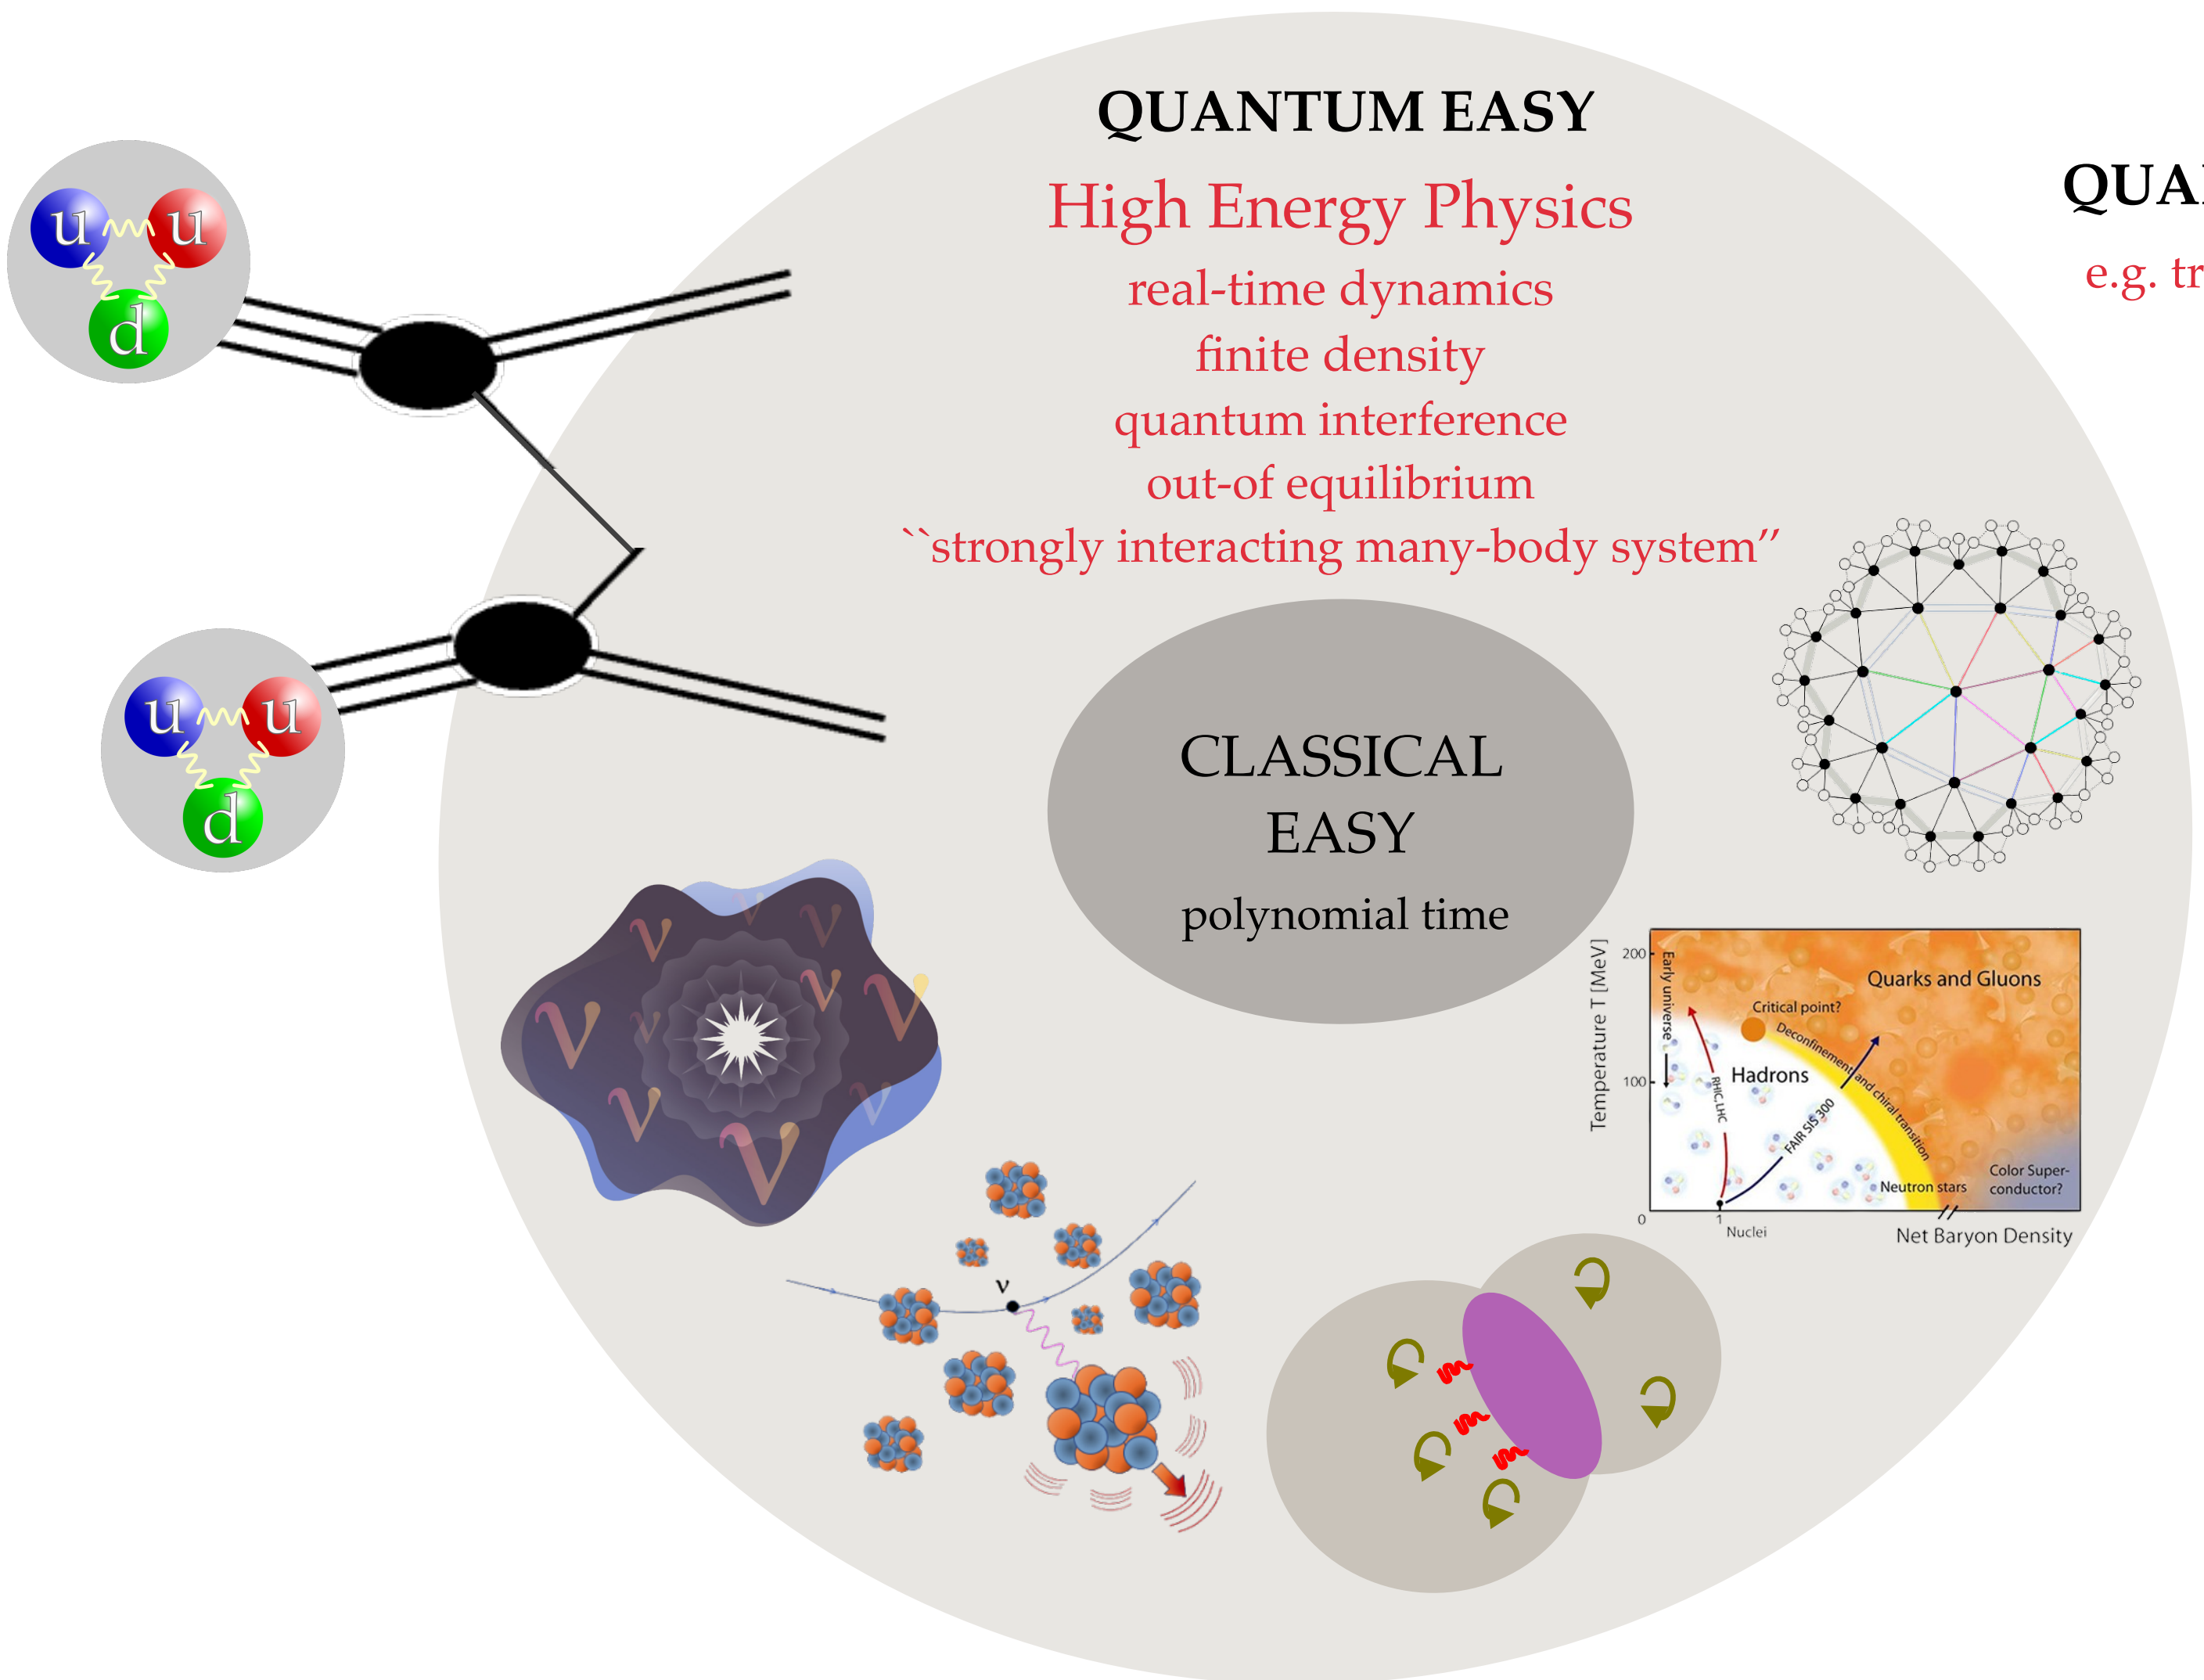 QUANTUM EASY
High Energy Physics
real-time dynamics
finite density
quantum interference
out-of equilibrium
``strongly interacting many-body system’’
e.g.
u u
d
u u
d
CLASSICAL
EASY
polynomial time
ν ν ν
ν ν
ν ν
ν ν
ν
ν
Temperature T [MeV]
200
100
0
Early universe
Quarks and Gluons
Critical point?
Deconfinement and chiral transition
Hadrons
RHIC, LHC
FAIR SIS 300
Neutron stars
Color Super-
conductor?
1
Nuclei
Net Baryon Density